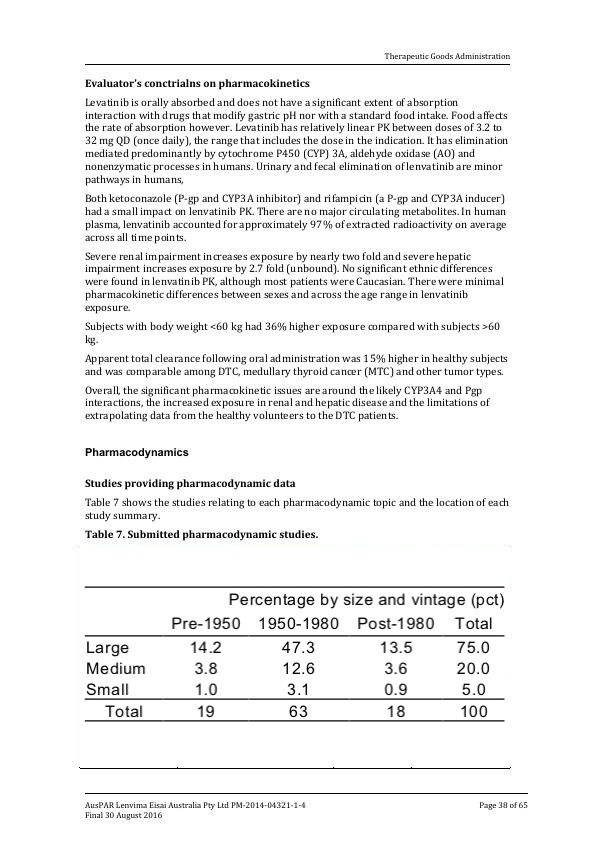 Therapeutic Goods Administration
Evaluator's conctrialns on pharmacokinetics
Levatinib is orally absorbed and does not have a significant extent of absorption
interaction with drugs that modify gastric pH nor with a standard food intake. Food affects
the rate of absorption however. Levatinib has relatively linear PK between doses of 3.2 to
32 mg QD (once daily), the range that includes the dose in the indication. It has elimination
mediated predominantly by cytochrome P450 (CYP) 3A, aldehyde oxidase (AO) and
nonenzymatic processes in humans. Urinary and fecal elimination of lenvatinib are minor
pathways in humans,
Both ketoconazole (P-gp and CYP3A inhibitor) and rifampicin (a P-gp and CYP3A inducer)
had a small impact on lenvatinib PK. There are no major circulating metabolites. In human
plasma, lenvatinib accounted for approximately 97% of extracted radioactivity on average
across all time points.
Severe renal impairment increases exposure by nearly two fold and severe hepatic
impairment increases exposure by 2.7 fold (unbound). No significant ethnic differences
were found in lenvatinib PK, although most patients were Caucasian. There were minimal
pharmacokinetic differences between sexes and across the age range in lenvatinib
exposure.
Subjects with body weight <60 kg had 36% higher exposure compared with subjects >60
kg.
Apparent total clearance following oral administration was 15% higher in healthy subjects
and was comparable among DTC, medullary thyroid cancer (MTC) and other tumor types.
Overall, the significant pharmacokinetic issues are around the likely CYP3A4 and Pgp
interactions, the increased exposure in renal and hepatic disease and the limitations of
extrapolating data from the healthy volunteers to the DTC patients.
Pharmacodynamics
Studies providing pharmacodynamic data
Table 7 shows the studies relating to each pharmacodynamic topic and the location of each
study summary.
Table 7. Submitted pharmacodynamic studies.
Percentage by size and vintage (pct)
Pre-1950 1950-1980 Post-1980 Total
Large 14.2 47.3 13.5 75.0
Medium 3.8 12.6 3.6 20.0
Small 1.0 3.1 0.9 5.0
Total 19 63 18 100
AusPAR Lenvima Eisai Australia Pty Ltd PM-2014-04321-1-4 Page 38 of 65
Final 30 August 2016